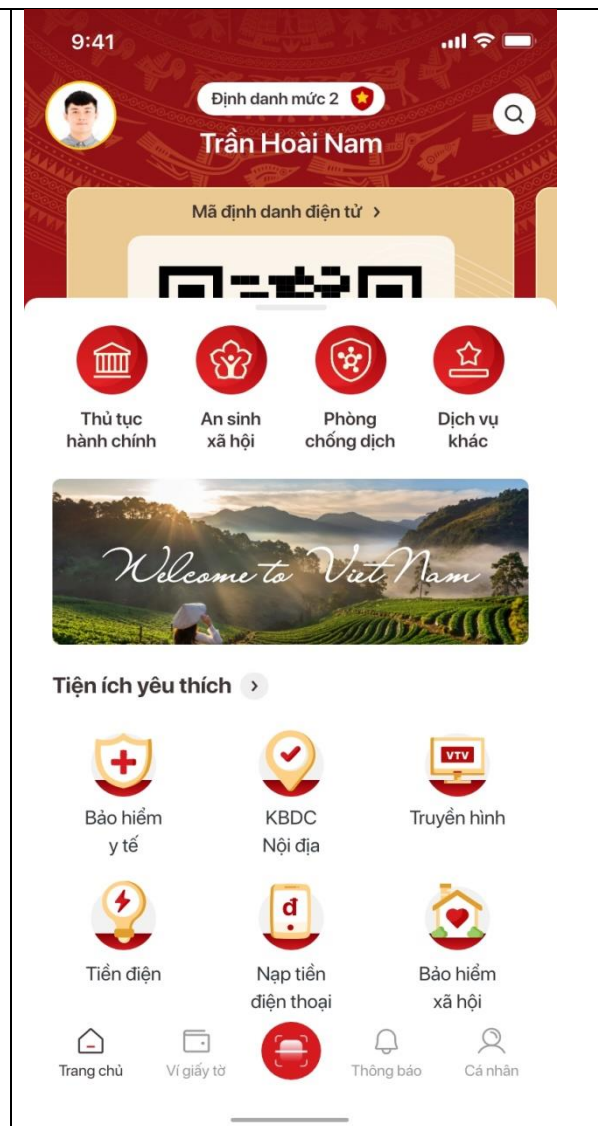 9:41
Định danh mức 2
Trần Hoài Nam
Mã định danh điện tử
Thủ tục
hành chính
An sinh
xã hội
Phòng
chống dịch
Dịch vụ
khác
Welcome to Viet Nam
Tiện ích yêu thích
Bảo hiểm
y tế
KBDC
Nội địa
VTV
Truyền hình
Tiền điện
đ
Nạp tiền
điện thoại
Bảo hiểm
xã hội
Trang chủ
Ví giấy tờ
Thông báo
Cá nhân